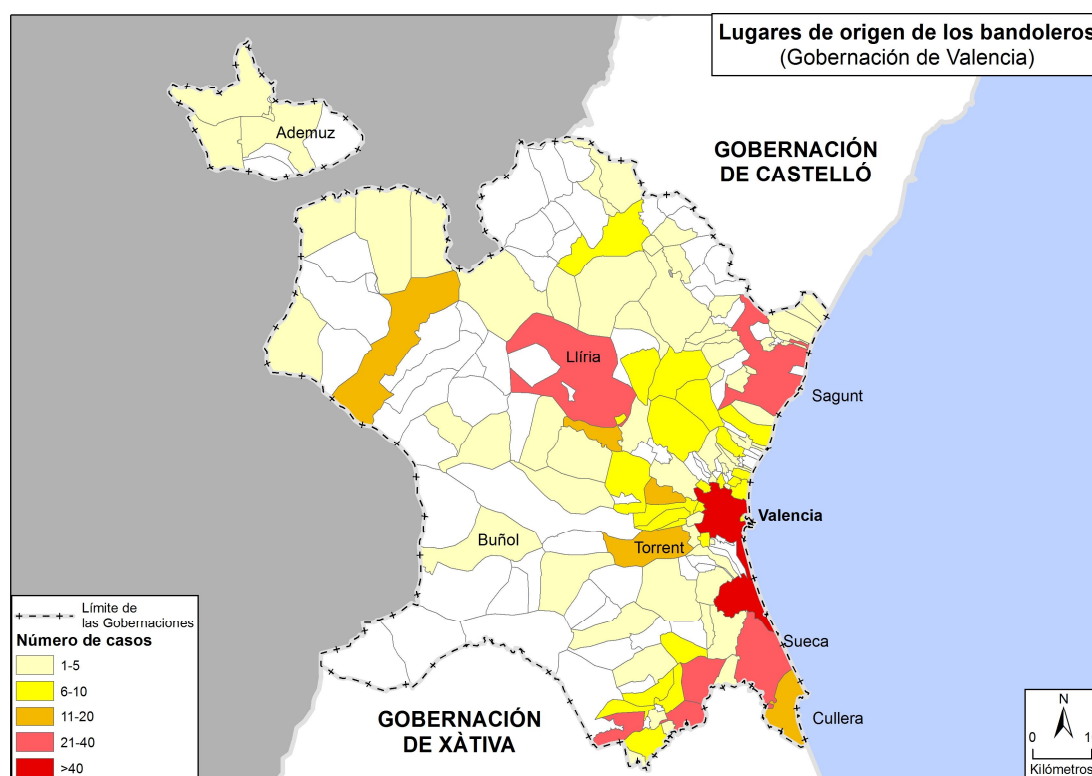 Lugares de origen de los bandoleros
(Gobernación de Valencia)
Ademuz
GOBERNACIÓN
DE CASTELLÓ
Llíria
Sagunt
Valencia
Buñol
Torrent
Sueca
Cullera
GOBERNACIÓN
DE XÀTIVA
Límite de
las Gobernaciones
Número de casos
1-5
6-10
11-20
21-40
>40
N
0 1
Kilómetros